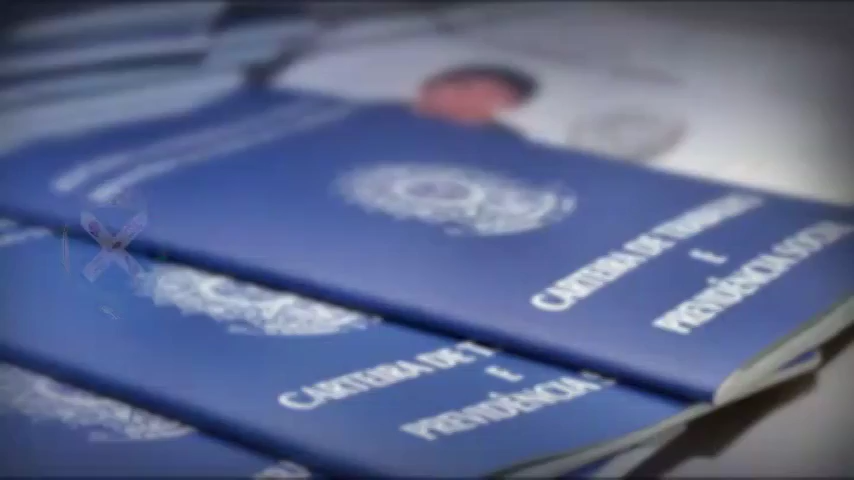 CARTEIRA DE TRABALHO
E
PREVIDÊNCIA SOCIAL
CARTEIRA DE T
E
PREVIDÊNCIA S